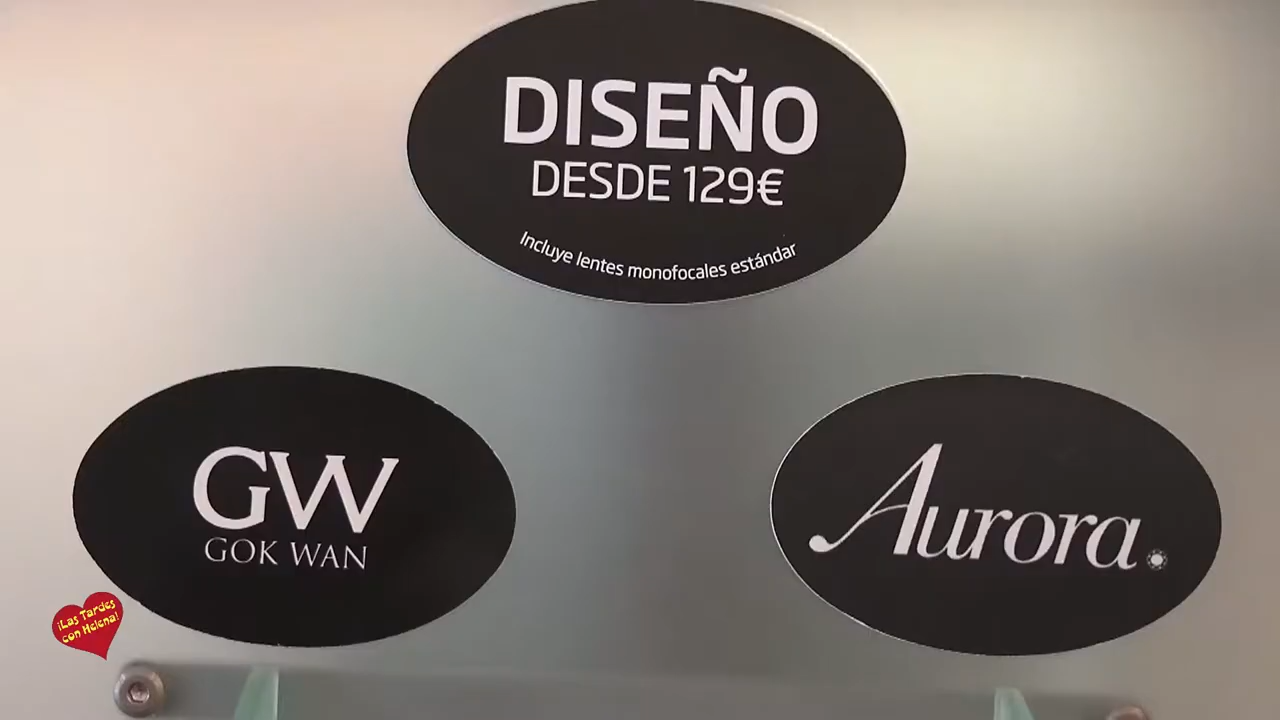 DISEÑO
DESDE 129€
Incluye lentes monofocales estándar
GW
GOK WAN
Aurora
¡Las Tardes
con Helena!